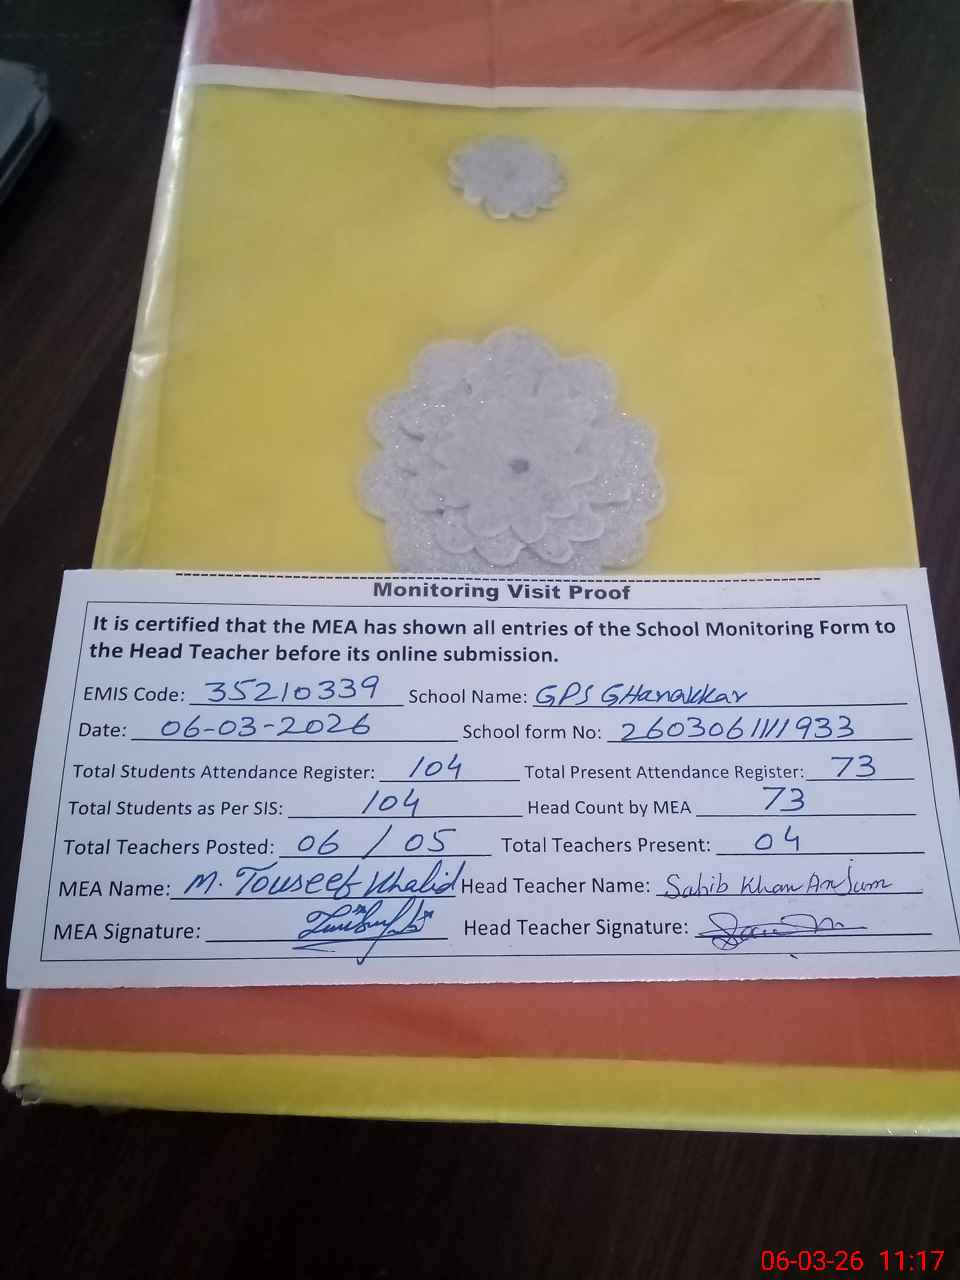 Monitoring Visit Proof
It is certified that the MEA has shown all entries of the School Monitoring Form to
the Head Teacher before its online submission.
EMIS Code: 35210339 School Name: GPS GHanakkar
Date: 06-03-2026 School form No: 2603061111933
Total Students Attendance Register: 104 Total Present Attendance Register: 73
Total Students as Per SIS: 104 Head Count by MEA 73
Total Teachers Posted: 06 / 05 Total Teachers Present: 04
MEA Name: M. Touseef Khalid Head Teacher Name: Sahib Khan Anjum
MEA Signature: Head Teacher Signature:
06-03-26 11:17